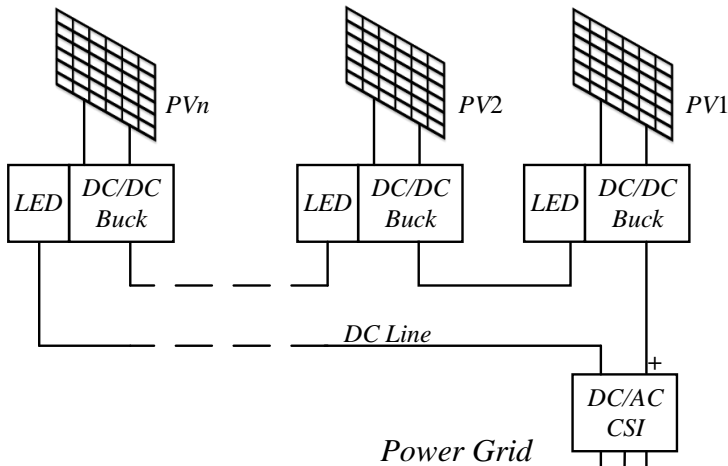 PVn
PV2
PV1
LED
DC/DC
Buck
LED
DC/DC
Buck
LED
DC/DC
Buck
DC Line
+
DC/AC
CSI
Power Grid